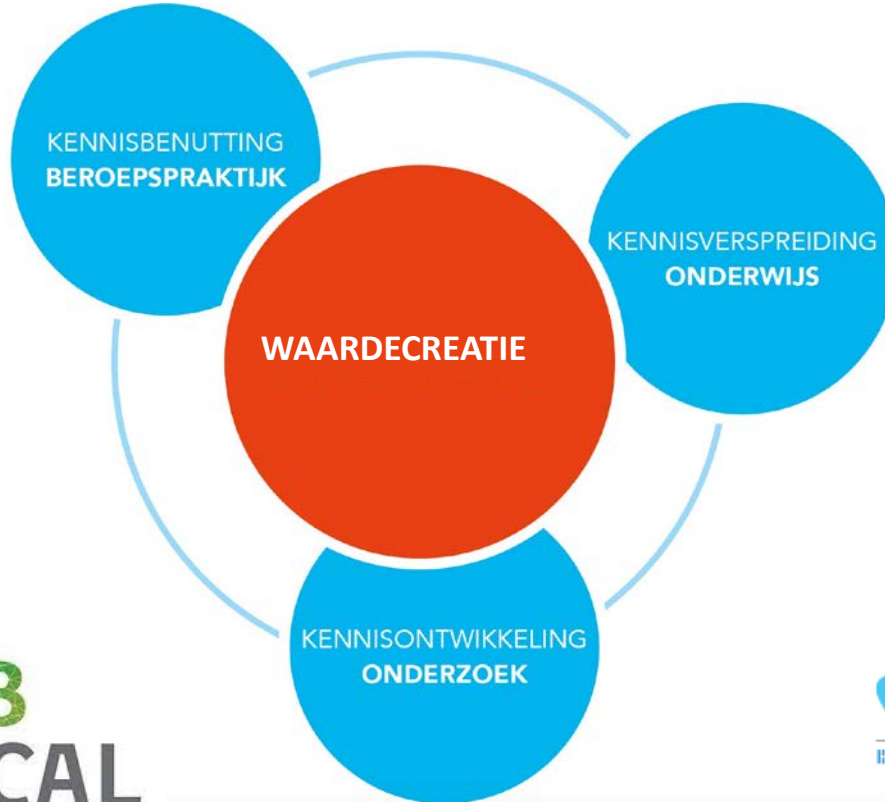 KENNISBENUTTING
BEROEPSPRAKTIJK
KENNISVERSPREIDING
ONDERWIJS
WAARDECREATIE
KENNISONTWIKKELING
ONDERZOEK
CAL